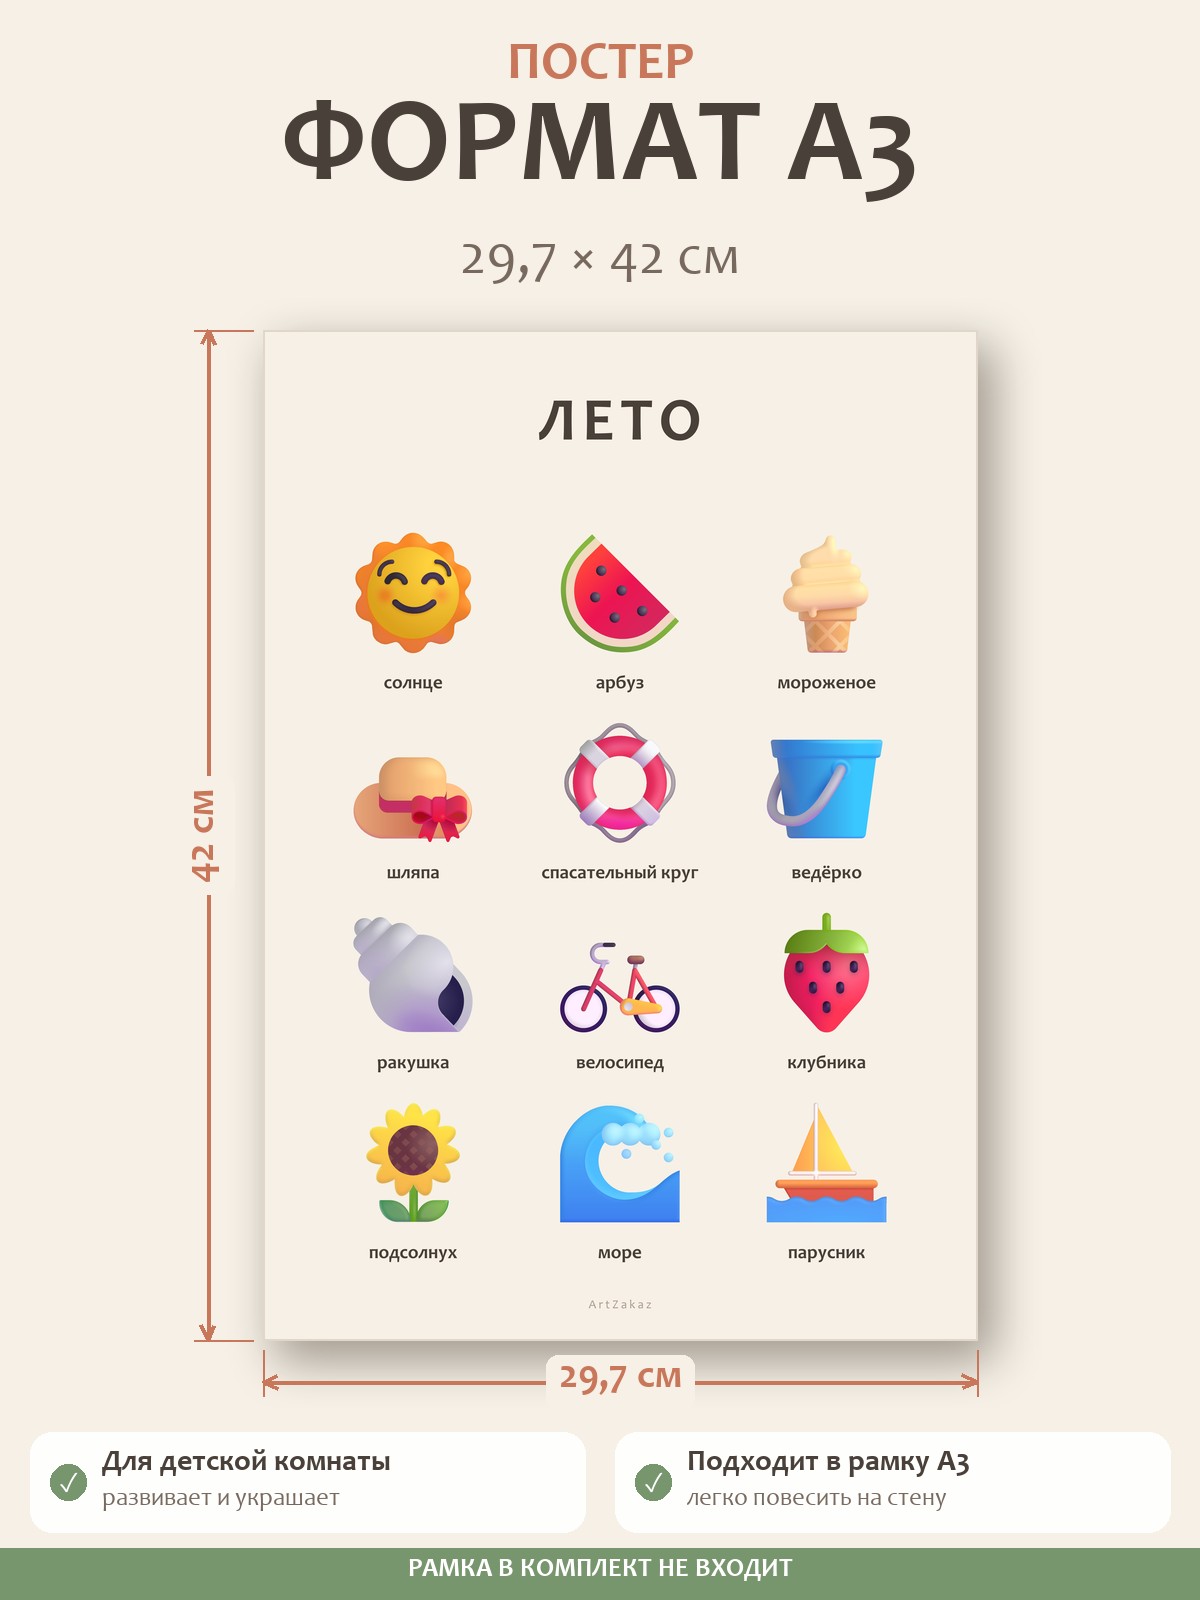 ПОСТЕР
ФОРМАТ А3
29,7 × 42 см
ЛЕТО
солнце арбуз мороженое
42 см
шляпа спасательный круг ведёрко
ракушка велосипед клубника
подсолнух море парусник
ArtZakaz
29,7 см
Для детской комнаты
развивает и украшает
Подходит в рамку А3
легко повесить на стену
РАМКА В КОМПЛЕКТ НЕ ВХОДИТ